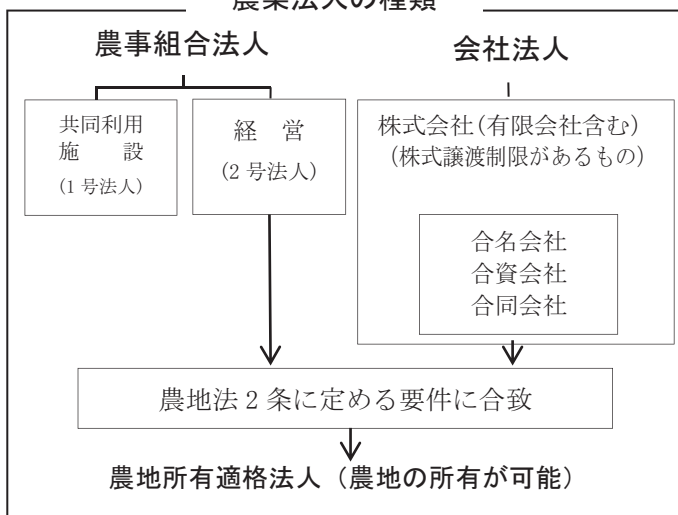 農業法人の種類
農事組合法人
会社法人
共同利用
施　　設
(1号法人)
経　営
(2号法人)
株式会社(有限会社含む)
(株式譲渡制限があるもの)
合名会社
合資会社
合同会社
農地法2条に定める要件に合致
農地所有適格法人（農地の所有が可能）